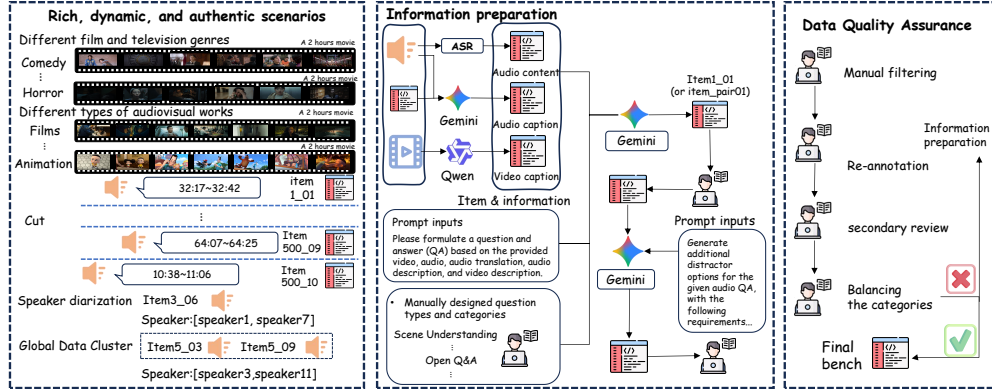 Rich, dynamic, and authentic scenarios
Different film and television genres
A 2 hours movie
Comedy
⋮
A 2 hours movie
Horror
Different types of audiovisual works
A 2 hours movie
Films
⋮
A 2 hours movie
Animation
32:17~32:42
item
1_01
Cut
⋮
64:07~64:25
Item
500_09
10:38~11:06
Item
500_10
Speaker diarization
Item3_06
Speaker:[speaker1, speaker7]
Global Data Cluster
Item5_03
Item5_09
Speaker:[speaker3,speaker11]
Information preparation
ASR
Audio content
Gemini
Audio caption
Qwen
Video caption
Item & information
Prompt inputs
Please formulate a question and
answer (QA) based on the provided
video, audio, audio translation, audio
description, and video description.
• Manually designed question
types and categories
Scene Understanding
⋮
Open Q&A
⋮
Gemini
Item1_01
(or item_pair01)
Gemini
Prompt inputs
Generate
additional
distractor
options for the
given audio QA,
with the
following
requirements...
Data Quality Assurance
Manual filtering
Information
preparation
Re-annotation
secondary review
Balancing
the categories
Final
bench